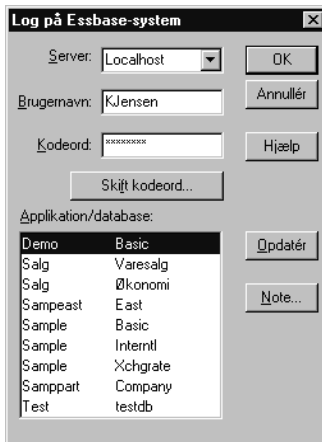 Log på Essbase-system
Server: Localhost OK
Brugernavn: KJensen Annullér
Kodeord: ******** Hjælp
Skift kodeord...
Applikation/database:
Demo Basic Opdatér
Salg Varesalg
Salg Økonomi
Sampeast East Note...
Sample Basic
Sample Interntl
Sample Xchgrate
Samppart Company
Test testdb